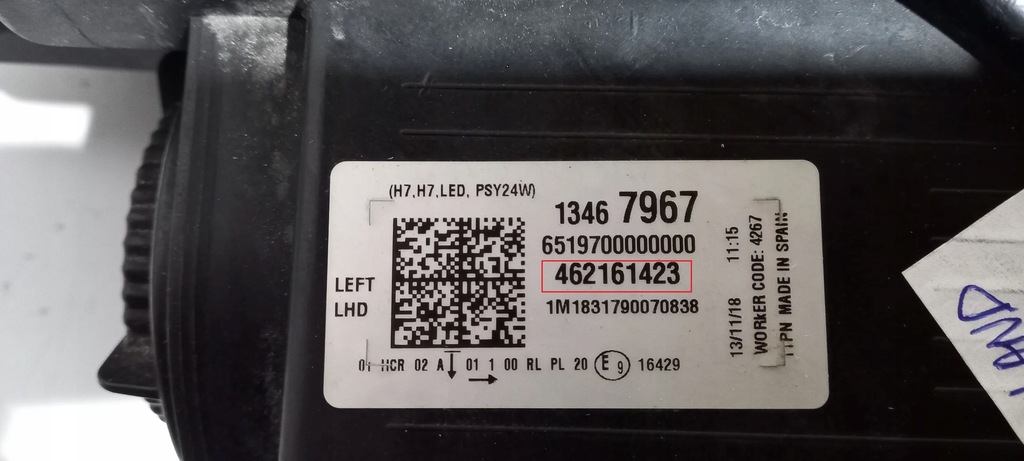 (H7,H7,LED, PSY24W)
1346 7967
6519700000000
462161423
1M1831790070838
LEFT
LHD
01 HCR 02 A 01 1 00 RL PL 20 E9 16429
13/11/18 11:15
WORKER CODE: 4267
MADE IN SPAIN